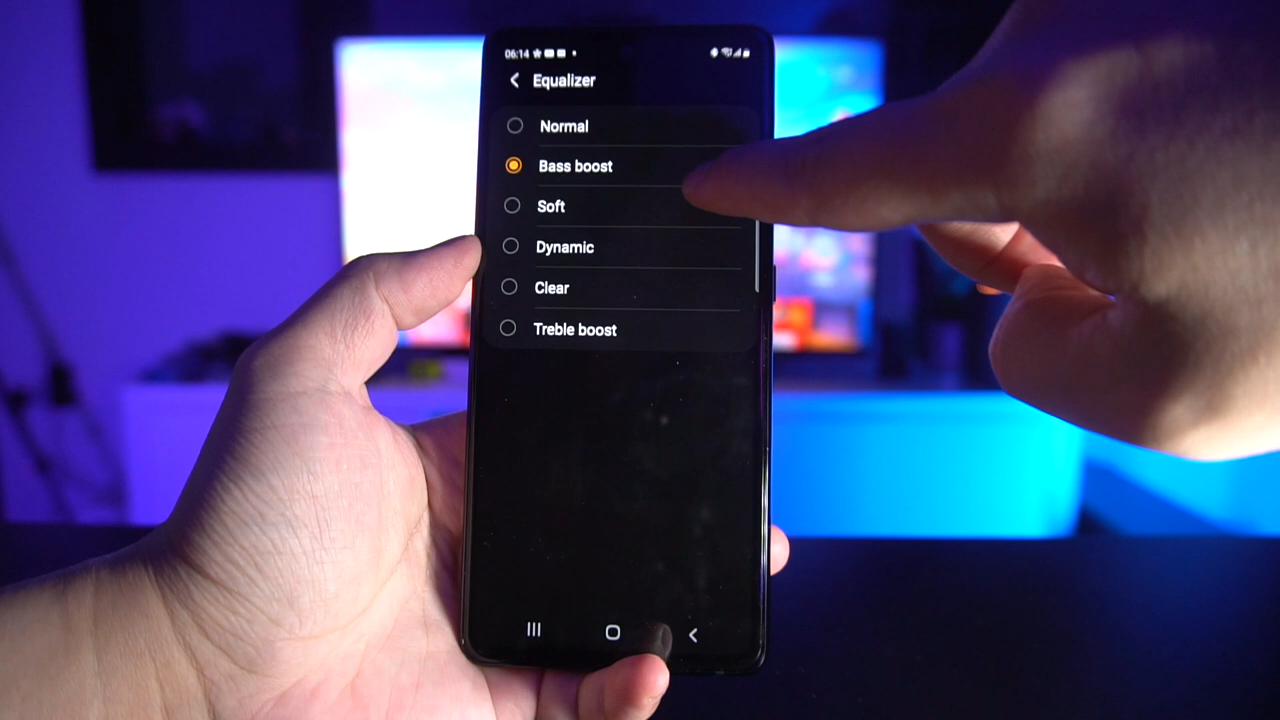 06:14
Equalizer
Normal
Bass boost
Soft
Dynamic
Clear
Treble boost